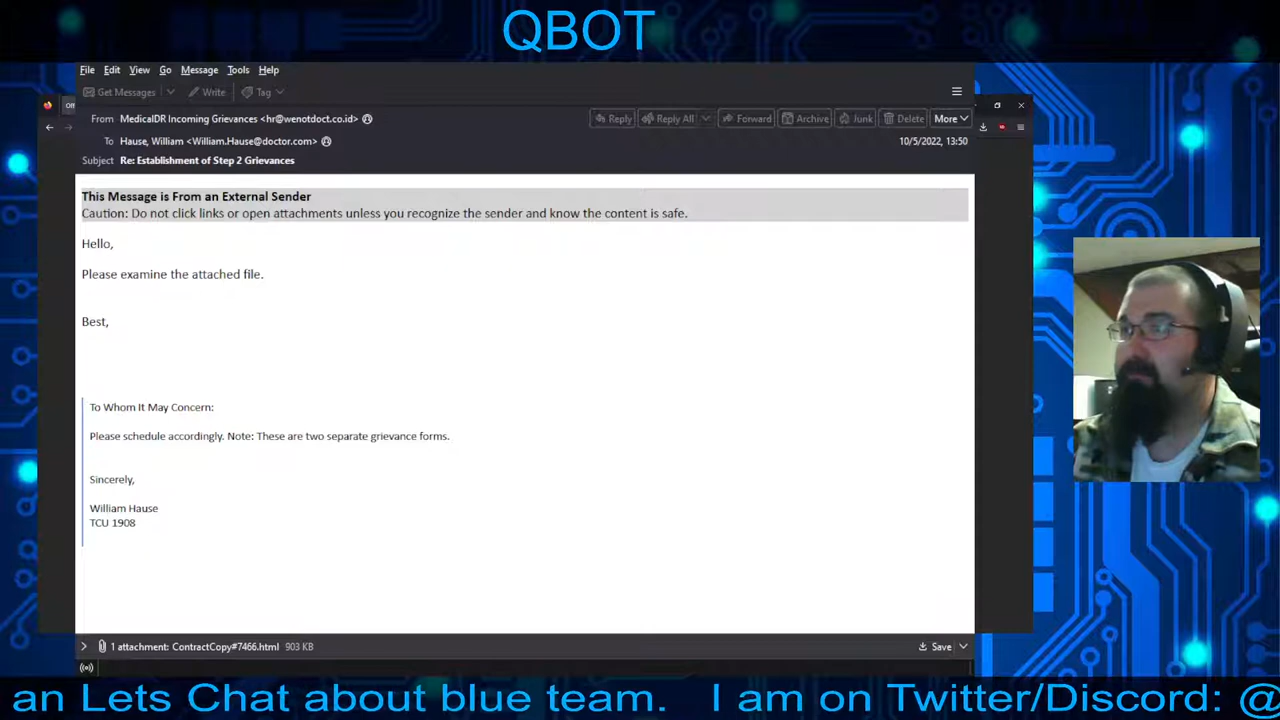 QBOT
File Edit View Go Message Tools Help
Get Messages Write Tag
From MedicalDR Incoming Grievances <hr@wenotdoct.co.id> Reply Reply All Forward Archive Junk Delete More
To Hause, William <William.Hause@doctor.com> 10/5/2022, 13:50
Subject Re: Establishment of Step 2 Grievances
This Message is From an External Sender
Caution: Do not click links or open attachments unless you recognize the sender and know the content is safe.
Hello,
Please examine the attached file.
Best,
To Whom It May Concern:
Please schedule accordingly. Note: These are two separate grievance forms.
Sincerely,
William Hause
TCU 1908
1 attachment: ContractCopy#7466.html 903 KB Save
an Lets Chat about blue team. I am on Twitter/Discord: @